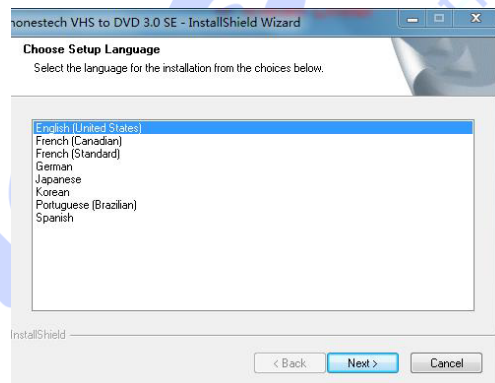 honestech VHS to DVD 3.0 SE - InstallShield Wizard
Choose Setup Language
Select the language for the installation from the choices below.
English (United States)
French (Canadian)
French (Standard)
German
Japanese
Korean
Portuguese (Brazilian)
Spanish
InstallShield
< Back
Next >
Cancel